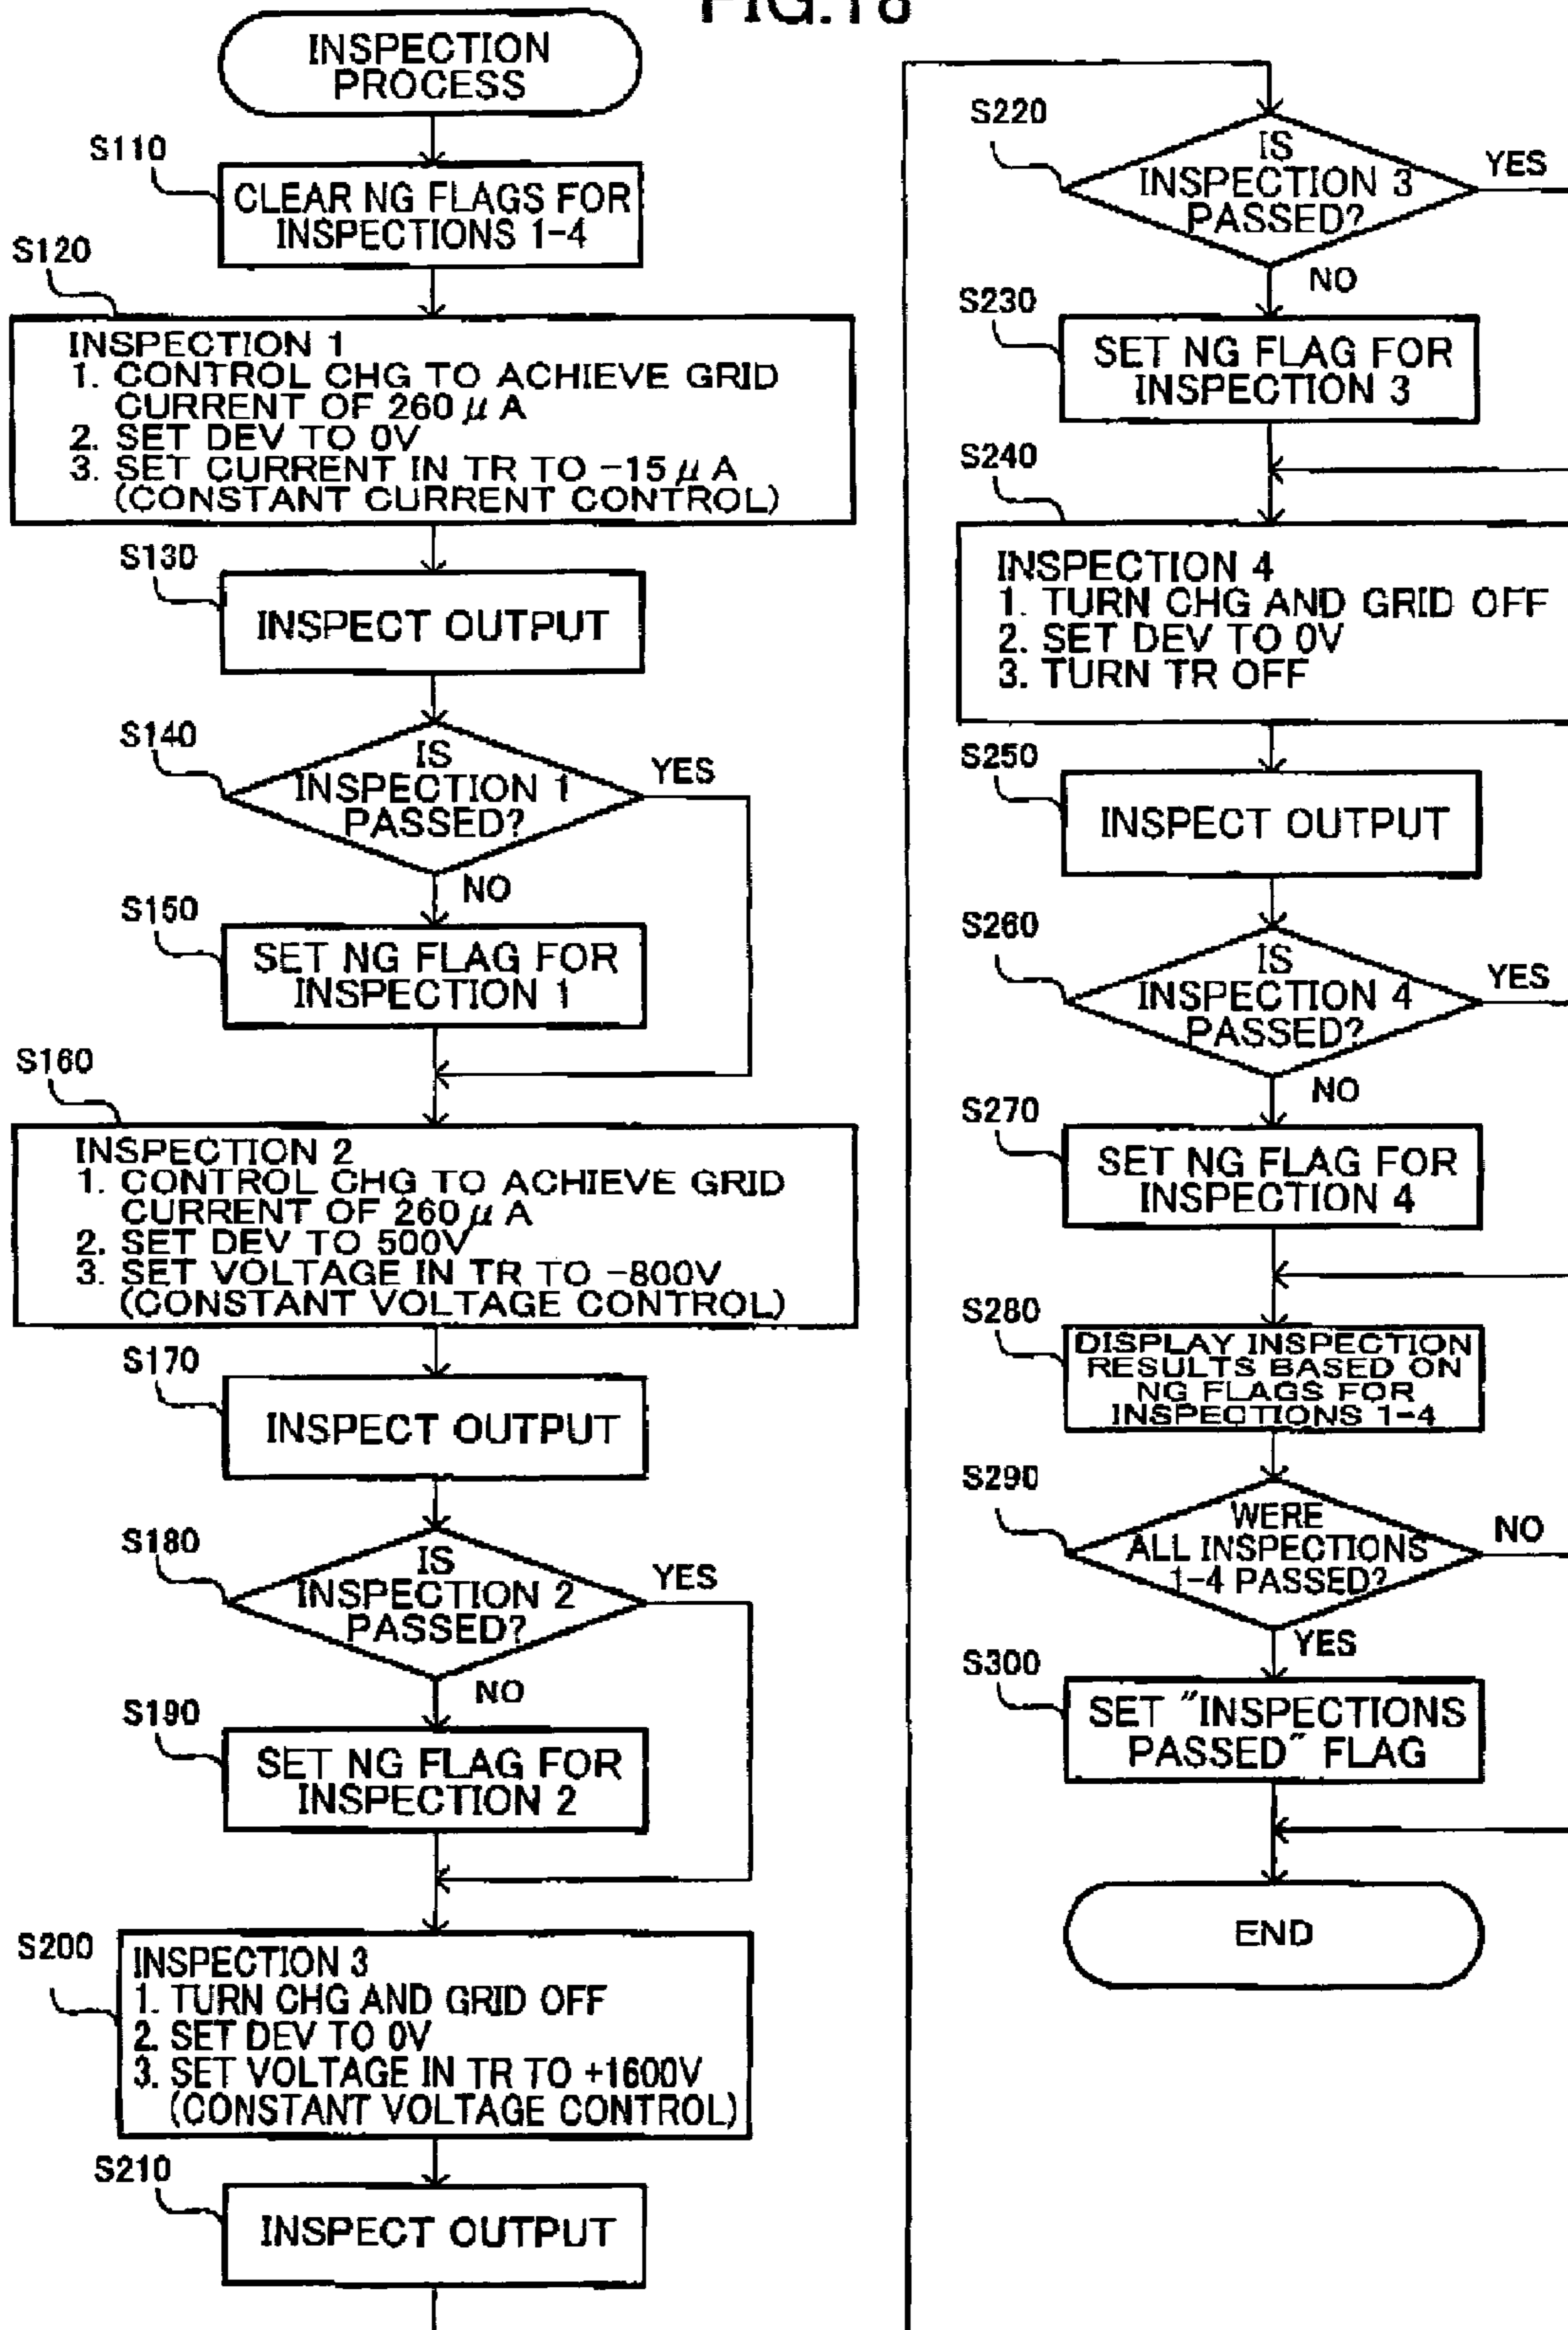 FIG.18
INSPECTION
PROCESS
S110
CLEAR NG FLAGS FOR
INSPECTIONS 1-4
S120
INSPECTION 1
1. CONTROL CHG TO ACHIEVE GRID
CURRENT OF 260 μ A
2. SET DEV TO 0V
3. SET CURRENT IN TR TO -15 μ A
(CONSTANT CURRENT CONTROL)
S130
INSPECT OUTPUT
S140
IS
INSPECTION 1
PASSED?
YES
NO
S150
SET NG FLAG FOR
INSPECTION 1
S160
INSPECTION 2
1. CONTROL CHG TO ACHIEVE GRID
CURRENT OF 260 μ A
2. SET DEV TO 500V
3. SET VOLTAGE IN TR TO -800V
(CONSTANT VOLTAGE CONTROL)
S170
INSPECT OUTPUT
S180
IS
INSPECTION 2
PASSED?
YES
NO
S190
SET NG FLAG FOR
INSPECTION 2
S200
INSPECTION 3
1. TURN CHG AND GRID OFF
2. SET DEV TO 0V
3. SET VOLTAGE IN TR TO +1600V
(CONSTANT VOLTAGE CONTROL)
S210
INSPECT OUTPUT
S220
IS
INSPECTION 3
PASSED?
YES
NO
S230
SET NG FLAG FOR
INSPECTION 3
S240
INSPECTION 4
1. TURN CHG AND GRID OFF
2. SET DEV TO 0V
3. TURN TR OFF
S250
INSPECT OUTPUT
S260
IS
INSPECTION 4
PASSED?
YES
NO
S270
SET NG FLAG FOR
INSPECTION 4
S280
DISPLAY INSPECTION
RESULTS BASED ON
NG FLAGS FOR
INSPECTIONS 1-4
S290
WERE
ALL INSPECTIONS
1-4 PASSED?
NO
YES
S300
SET "INSPECTIONS
PASSED" FLAG
END